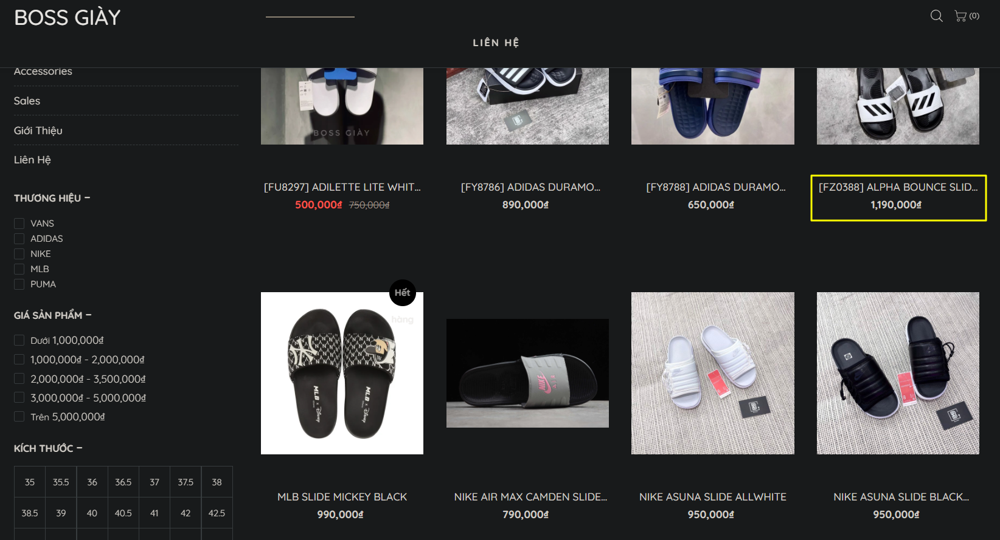 BOSS GIÀY
(0)
LIÊN HỆ
Accessories
Sales
Giới Thiệu
Liên Hệ
THƯƠNG HIỆU −
VANS
ADIDAS
NIKE
MLB
PUMA
GIÁ SẢN PHẨM −
Dưới 1,000,000₫
1,000,000₫ - 2,000,000₫
2,000,000₫ - 3,500,000₫
3,000,000₫ - 5,000,000₫
Trên 5,000,000₫
KÍCH THƯỚC −
35 35.5 36 36.5 37 37.5 38
38.5 39 40 40.5 41 42 42.5
BOSS GIÀY
[FU8297] ADILETTE LITE WHIT...
500,000₫ 750,000₫
[FY8786] ADIDAS DURAMO...
890,000₫
[FY8788] ADIDAS DURAMO...
650,000₫
[FZ0388] ALPHA BOUNCE SLID...
1,190,000₫
Hết
hàng
MLB
Disney
MLB
Disney
MLB SLIDE MICKEY BLACK
990,000₫
NIKE
AIR
NIKE AIR MAX CAMDEN SLIDE...
790,000₫
NIKE ASUNA SLIDE ALLWHITE
950,000₫
NIKE ASUNA SLIDE BLACK...
950,000₫